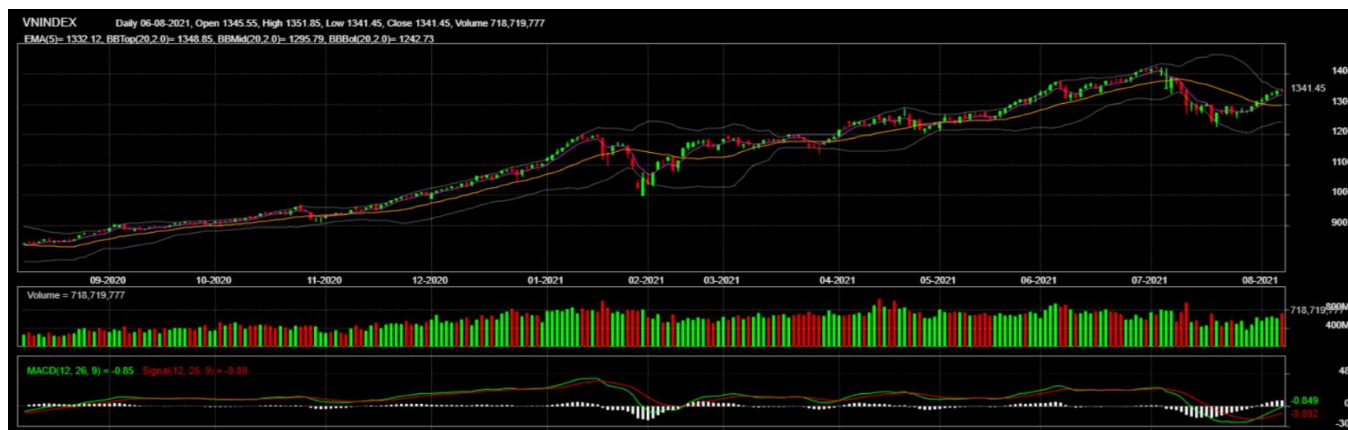 VNINDEX Daily 06-08-2021, Open 1345.55, High 1351.85, Low 1341.45, Close 1341.45, Volume 718,719,777
EMA(5)= 1332.12, BBTop(20,2.0)= 1348.85, BBMid(20,2.0)= 1295.79, BBBot(20,2.0)= 1242.73
1400
1341.45
1300
1200
1100
1000
900
09-2020 10-2020 11-2020 12-2020 01-2021 02-2021 03-2021 04-2021 05-2021 06-2021 07-2021 08-2021
Volume = 718,719,777
800M
718,719,777
400M
MACD(12, 26, 9) = -0.85 Signal(12, 26, 9) = -9.89
48
-0.849 0
-9.892
-30